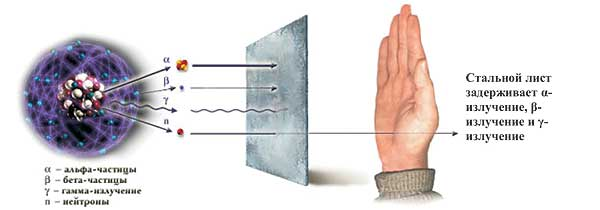 α
β
γ
n
Стальной лист
задерживает α-
излучение, β-
излучение и γ-
излучение
α – альфа-частицы
β – бета-частицы
γ – гамма-излучение
n – нейтроны